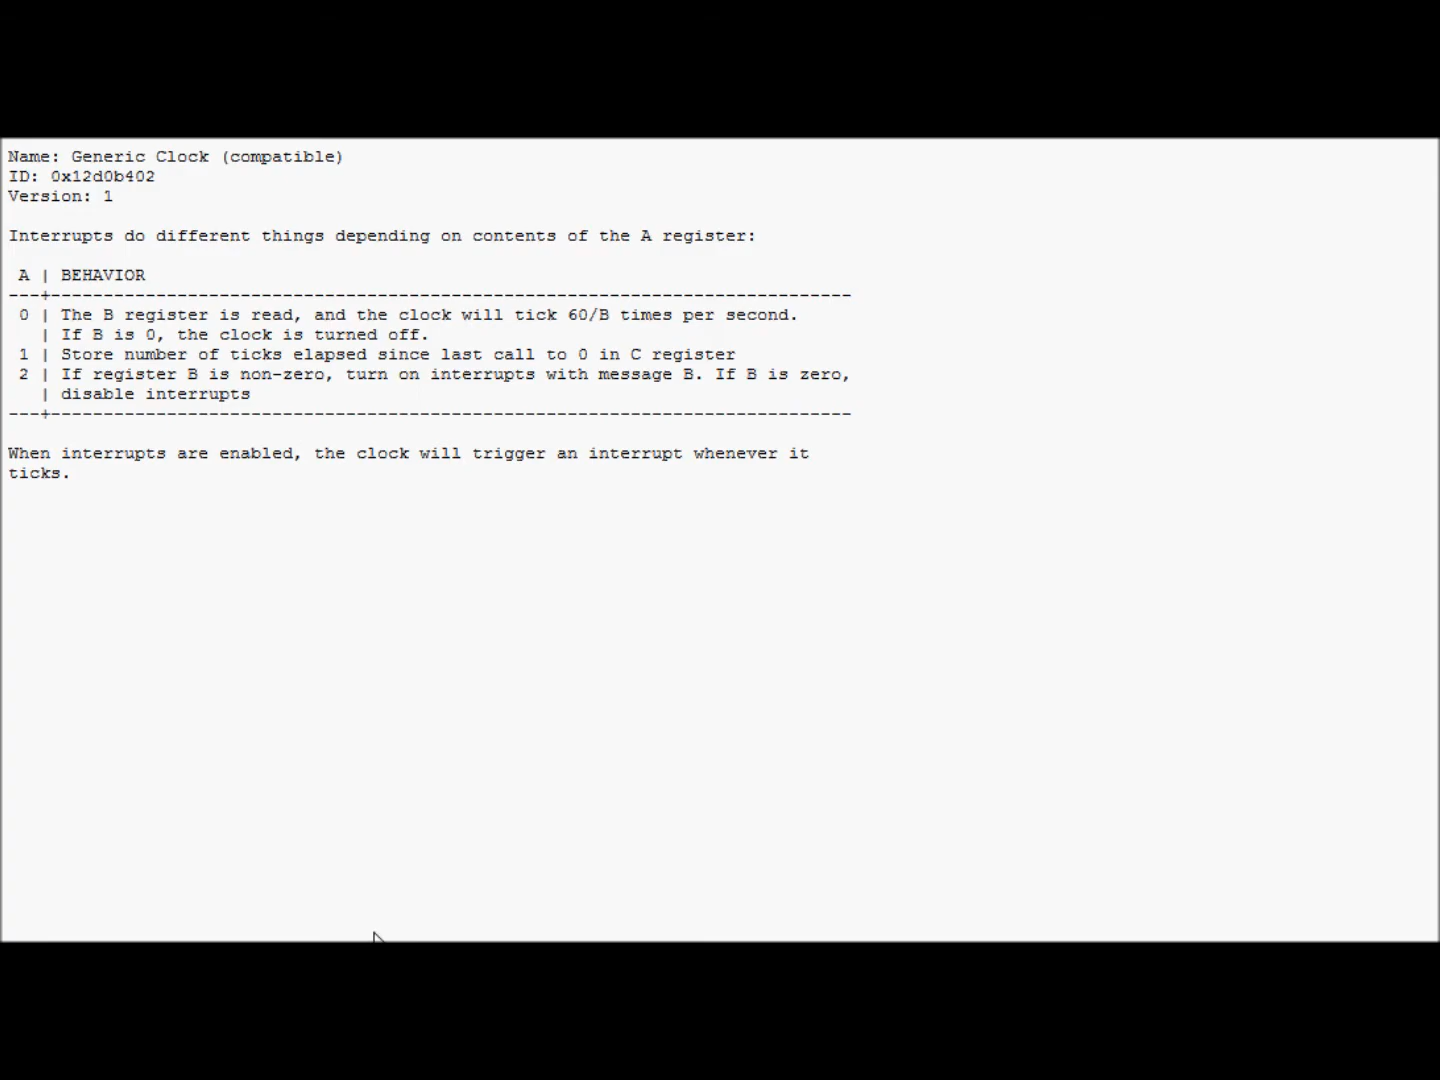 Name: Generic Clock (compatible)
ID: 0x12d0b402
Version: 1
Interrupts do different things depending on contents of the A register:
A | BEHAVIOR
---+----------------------------------------------------------------------------
0 | The B register is read, and the clock will tick 60/B times per second.
| If B is 0, the clock is turned off.
1 | Store number of ticks elapsed since last call to 0 in C register
2 | If register B is non-zero, turn on interrupts with message B. If B is zero,
| disable interrupts
---+----------------------------------------------------------------------------
When interrupts are enabled, the clock will trigger an interrupt whenever it
ticks.